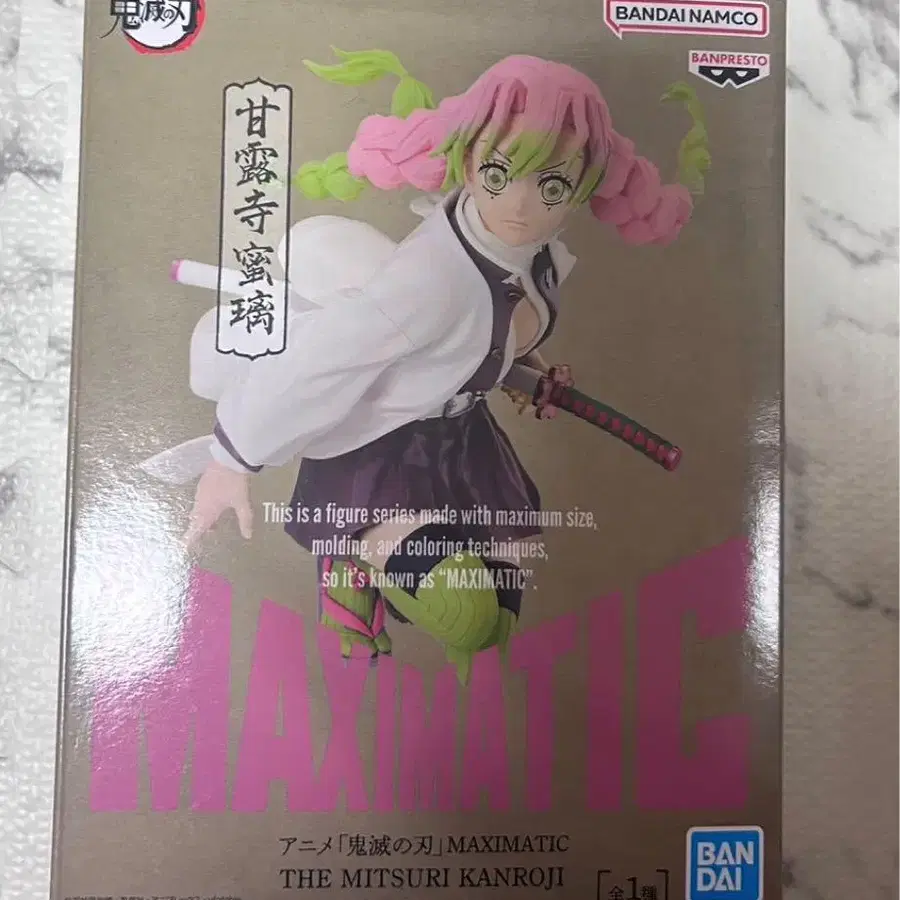 鬼滅の刃
BANDAI NAMCO
BANPRESTO
甘露寺蜜璃
This is a figure series made with maximum size,
molding, and coloring techniques,
so it's known as "MAXIMATIC".
MAXIMATIC
アニメ「鬼滅の刃」MAXIMATIC
THE MITSURI KANROJI
全1種
BAN
DAI